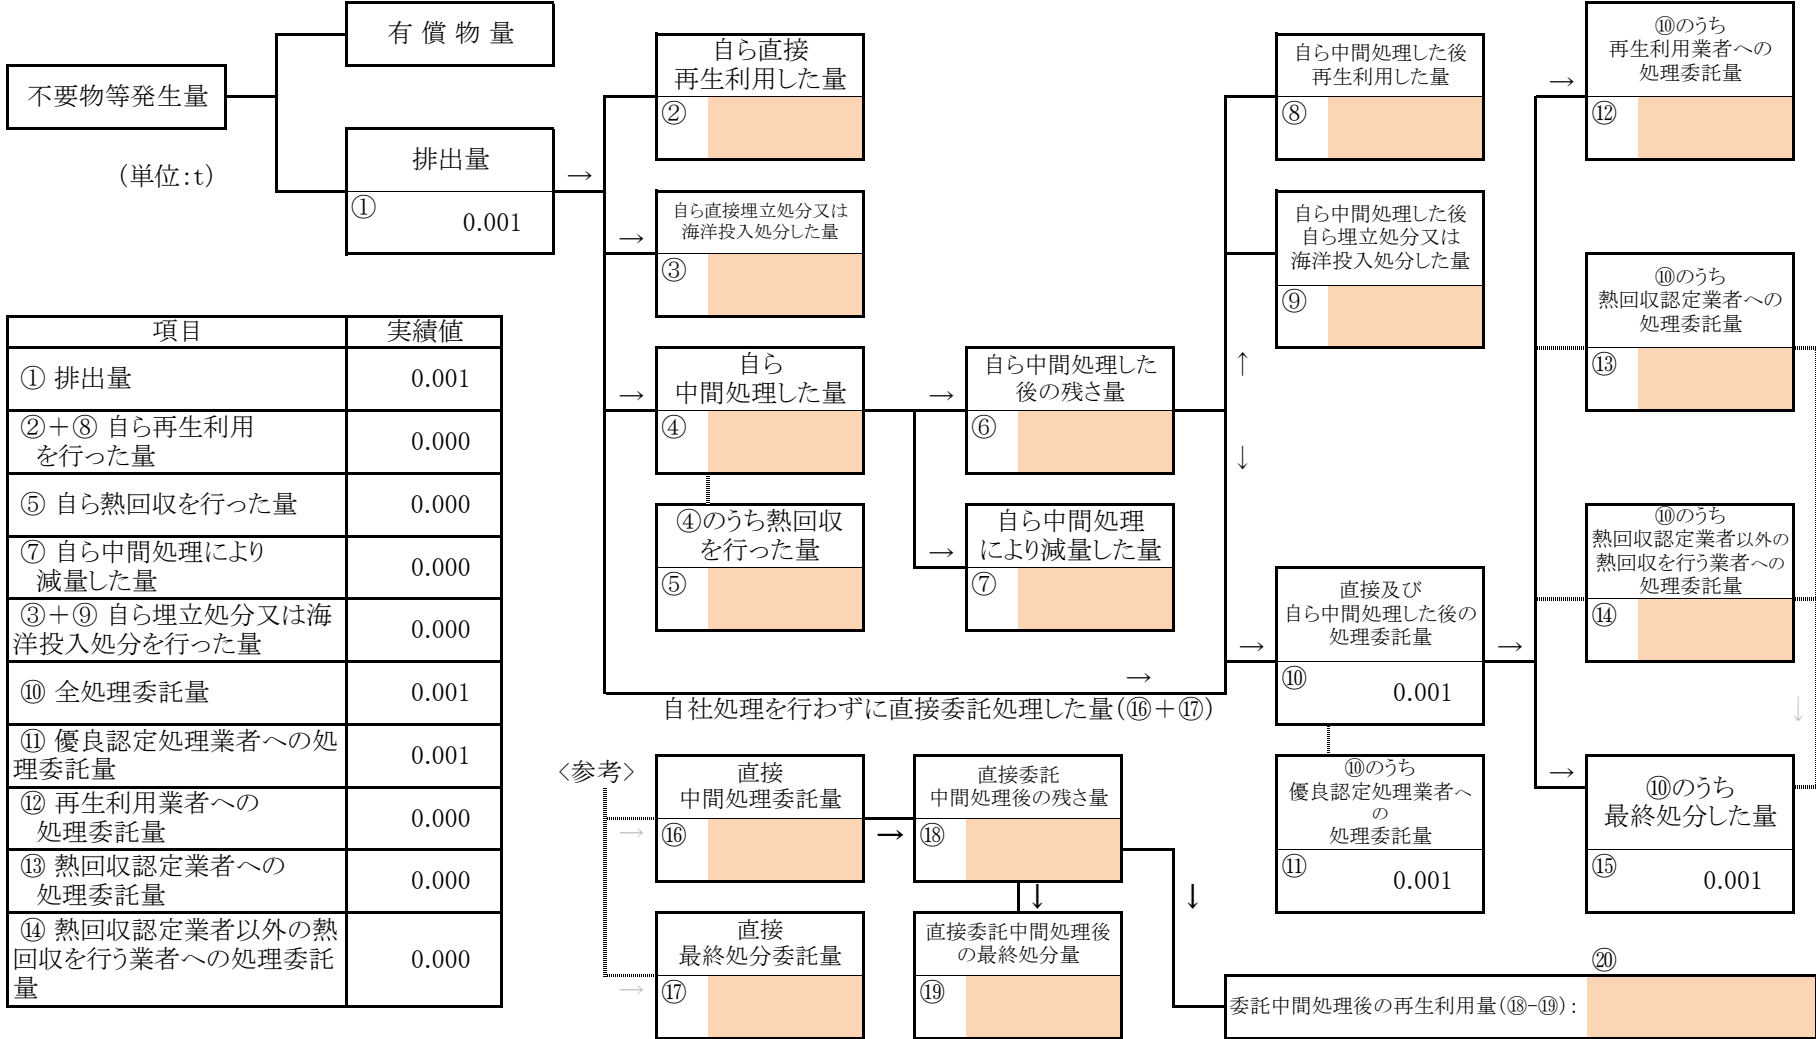 不要物等発生量
(単位:t)
有 償 物 量
排出量
①
0.001
→
自ら直接
再生利用した量
②
→
自ら直接埋立処分又は
海洋投入処分した量
③
→
自ら
中間処理した量
④
④のうち熱回収
を行った量
⑤
→
自ら中間処理した
後の残さ量
⑥
→
自ら中間処理
により減量した量
⑦
自ら中間処理した後
再生利用した量
⑧
自ら中間処理した後
自ら埋立処分又は
海洋投入処分した量
⑨
↑
↓
→
自社処理を行わずに直接委託処理した量(⑯+⑰)
→
直接及び
自ら中間処理した後の
処理委託量
⑩
0.001
→
⑩のうち
優良認定処理業者へ
の
処理委託量
⑪
0.001
→
⑩のうち
再生利用業者への
処理委託量
⑫
⑩のうち
熱回収認定業者への
処理委託量
⑬
⑩のうち
熱回収認定業者以外の
熱回収を行う業者への
処理委託量
⑭
↓
→
⑩のうち
最終処分した量
⑮
0.001
項目 実績値
① 排出量 0.001
②+⑧ 自ら再生利用
を行った量 0.000
⑤ 自ら熱回収を行った量 0.000
⑦ 自ら中間処理により
減量した量 0.000
③+⑨ 自ら埋立処分又は海
洋投入処分を行った量 0.000
⑩ 全処理委託量 0.001
⑪ 優良認定処理業者への処
理委託量 0.001
⑫ 再生利用業者への
処理委託量 0.000
⑬ 熱回収認定業者への
処理委託量 0.000
⑭ 熱回収認定業者以外の熱
回収を行う業者への処理委託
量 0.000
<参考>
→
直接
中間処理委託量
⑯
→
直接
最終処分委託量
⑰
→
直接委託
中間処理後の残さ量
⑱
↓
直接委託中間処理後
の最終処分量
⑲
↓
⑳
委託中間処理後の再生利用量(⑱-⑲):